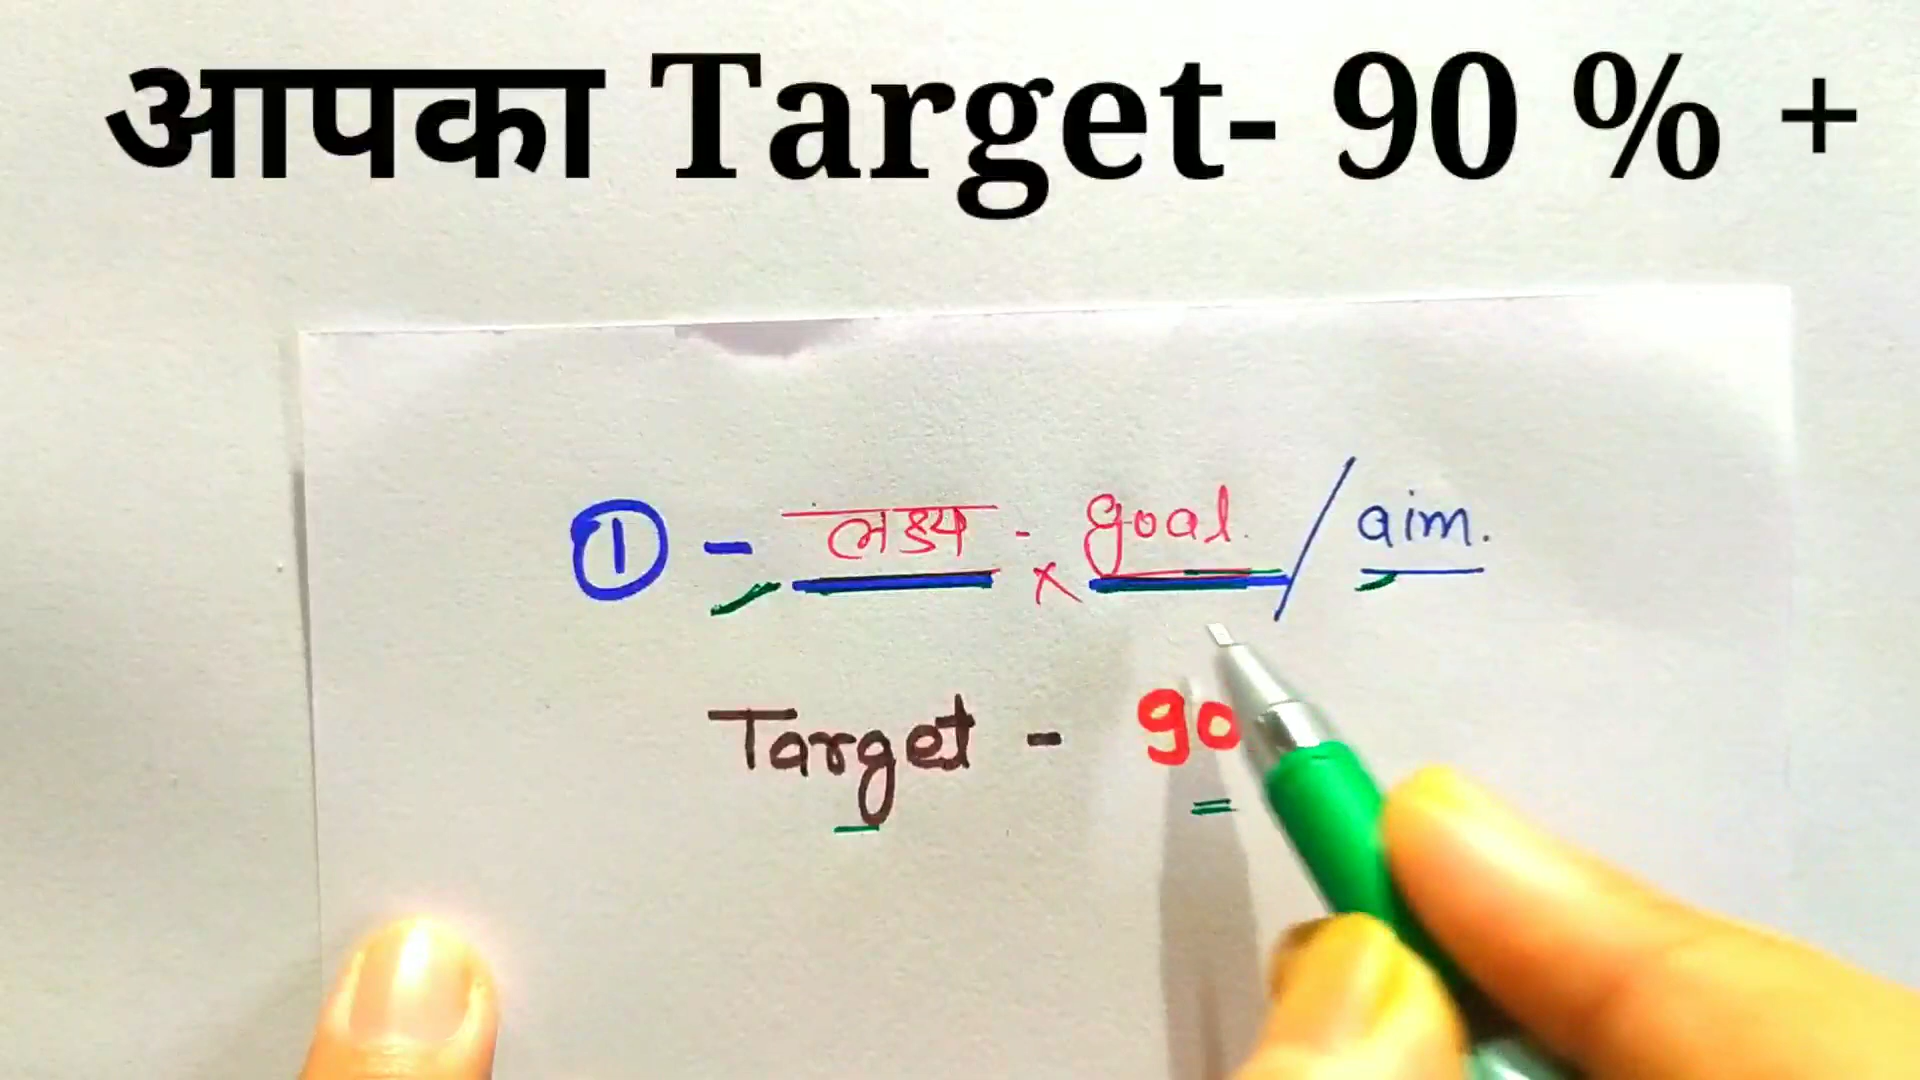 आपका Target- 90 % +
① - लक्ष्य - goal. / aim.
Target - 90